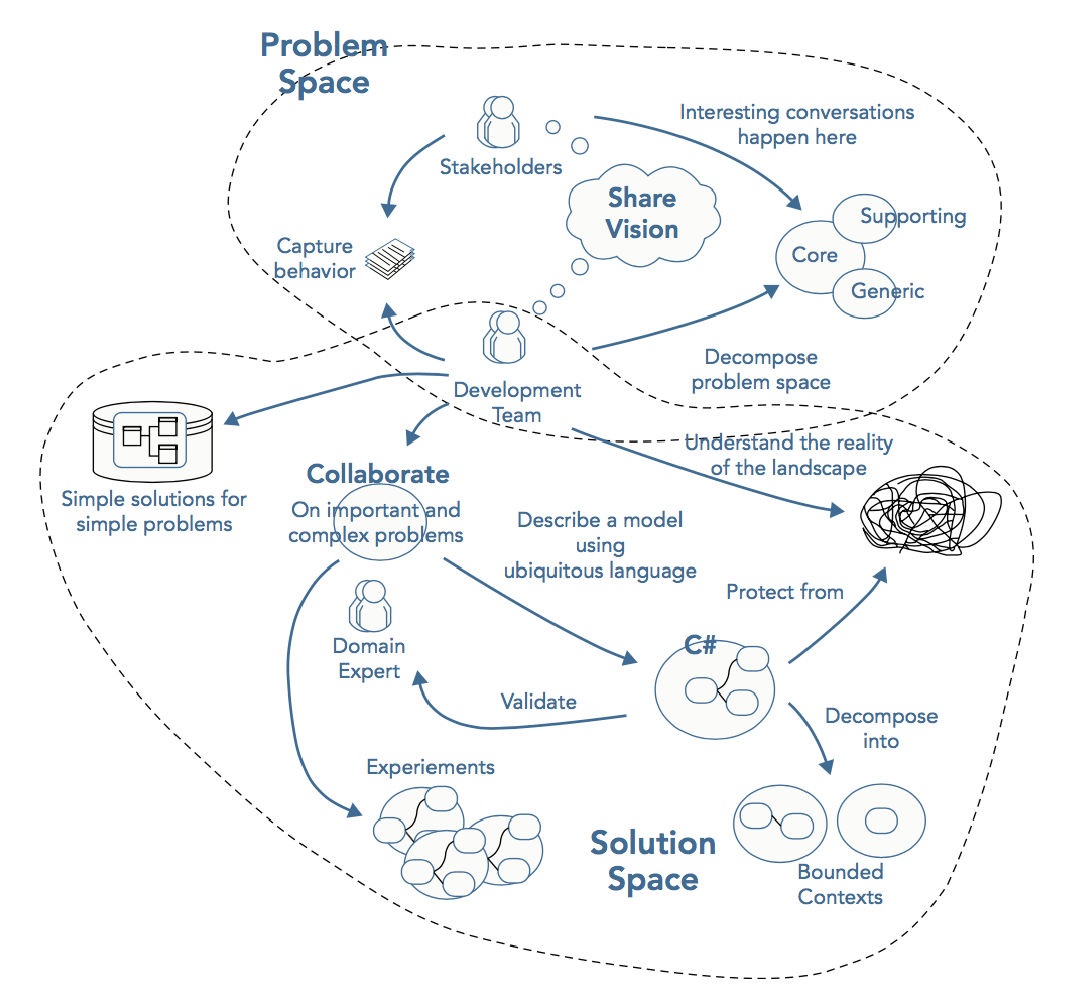 Problem
Space
Interesting conversations
happen here
Stakeholders
Share
Vision
Supporting
Capture
behavior
Core
Generic
Decompose
problem space
Development
Team
Understand the reality
of the landscape
Collaborate
Simple solutions for
simple problems
On important and
complex problems
Describe a model
using
ubiquitous language
Protect from
Domain
Expert
C#
Validate
Decompose
into
Experiements
Solution
Space
Bounded
Contexts